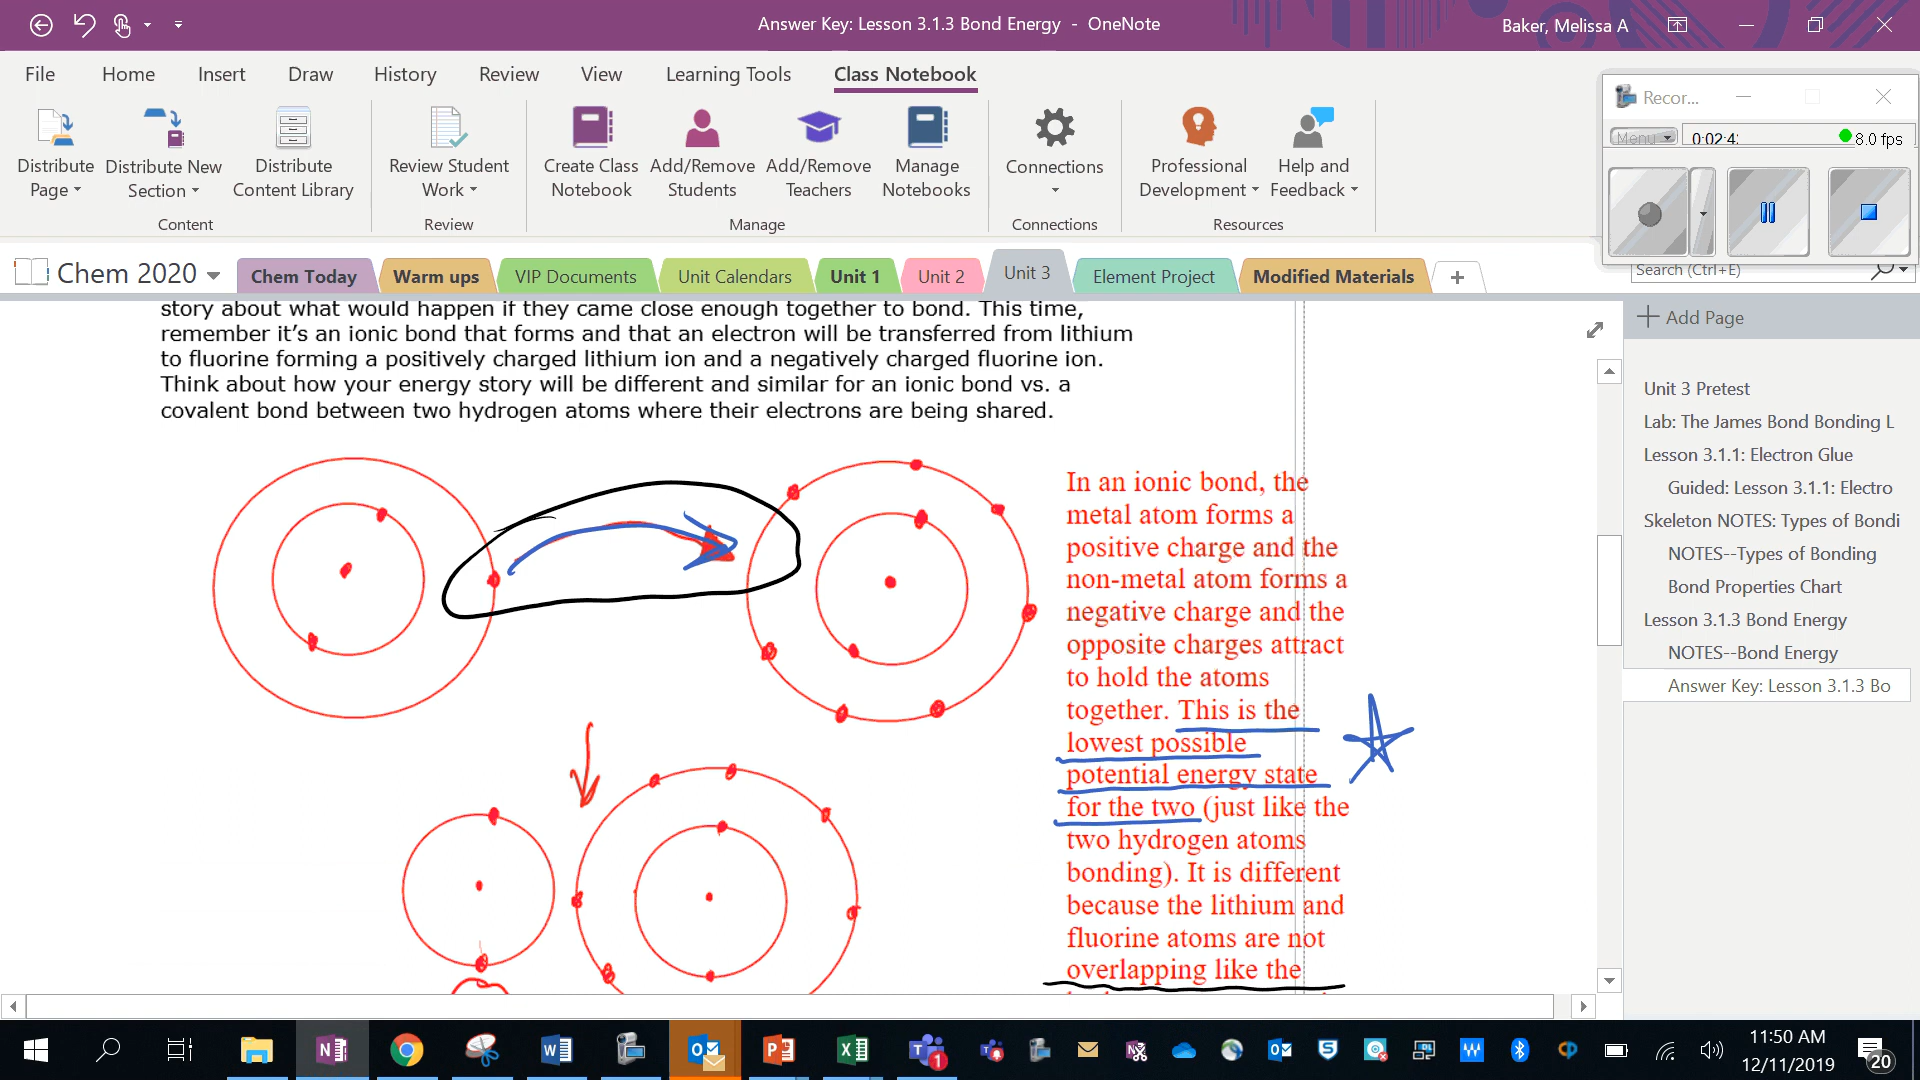 Answer Key: Lesson 3.1.3 Bond Energy - OneNote
Baker, Melissa A
File Home Insert Draw History Review View Learning Tools Class Notebook
Recor...
Menu
0:02:4
8.0 fps
Distribute Page
Distribute New Section
Distribute Content Library
Review Student Work
Create Class Notebook
Add/Remove Students
Add/Remove Teachers
Manage Notebooks
Connections
Professional Development
Help and Feedback
Content Review Manage Connections Resources
Chem 2020
Chem Today
Warm ups
VIP Documents
Unit Calendars
Unit 1
Unit 2
Unit 3
Element Project
Modified Materials
+
Search (Ctrl+E)
story about what would happen if they came close enough together to bond. This time,
remember it's an ionic bond that forms and that an electron will be transferred from lithium
to fluorine forming a positively charged lithium ion and a negatively charged fluorine ion.
Think about how your energy story will be different and similar for an ionic bond vs. a
covalent bond between two hydrogen atoms where their electrons are being shared.
In an ionic bond, the
metal atom forms a
positive charge and the
non-metal atom forms a
negative charge and the
opposite charges attract
to hold the atoms
together. This is the
lowest possible
potential energy state
for the two (just like the
two hydrogen atoms
bonding). It is different
because the lithium and
fluorine atoms are not
overlapping like the
Add Page
Unit 3 Pretest
Lab: The James Bond Bonding L
Lesson 3.1.1: Electron Glue
Guided: Lesson 3.1.1: Electro
Skeleton NOTES: Types of Bondi
NOTES--Types of Bonding
Bond Properties Chart
Lesson 3.1.3 Bond Energy
NOTES--Bond Energy
Answer Key: Lesson 3.1.3 Bo
11:50 AM
12/11/2019
20